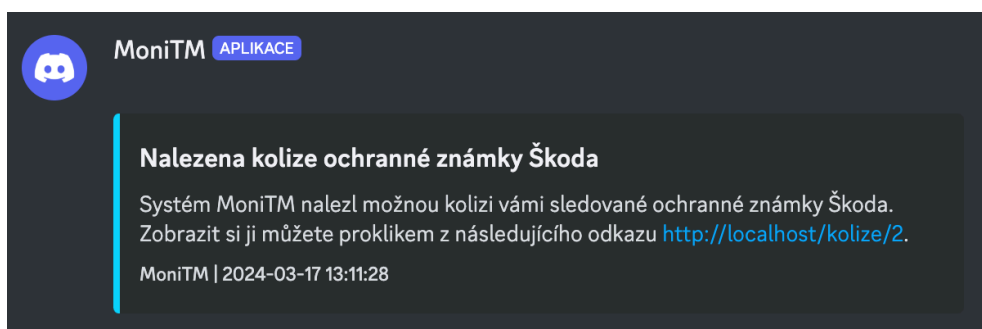 MoniTM APLIKACE
Nalezena kolize ochranné známky Škoda
Systém MoniTM nalezl možnou kolizi vámi sledované ochranné známky Škoda.
Zobrazit si ji můžete proklikem z následujícího odkazu http://localhost/kolize/2.
MoniTM | 2024-03-17 13:11:28